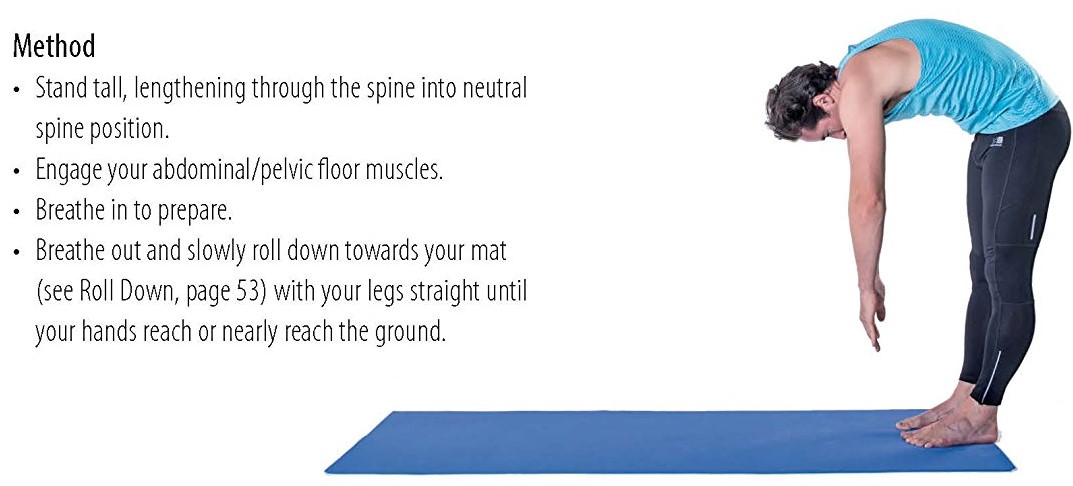 Method
• Stand tall, lengthening through the spine into neutral
spine position.
• Engage your abdominal/pelvic floor muscles.
• Breathe in to prepare.
• Breathe out and slowly roll down towards your mat
(see Roll Down, page 53) with your legs straight until
your hands reach or nearly reach the ground.